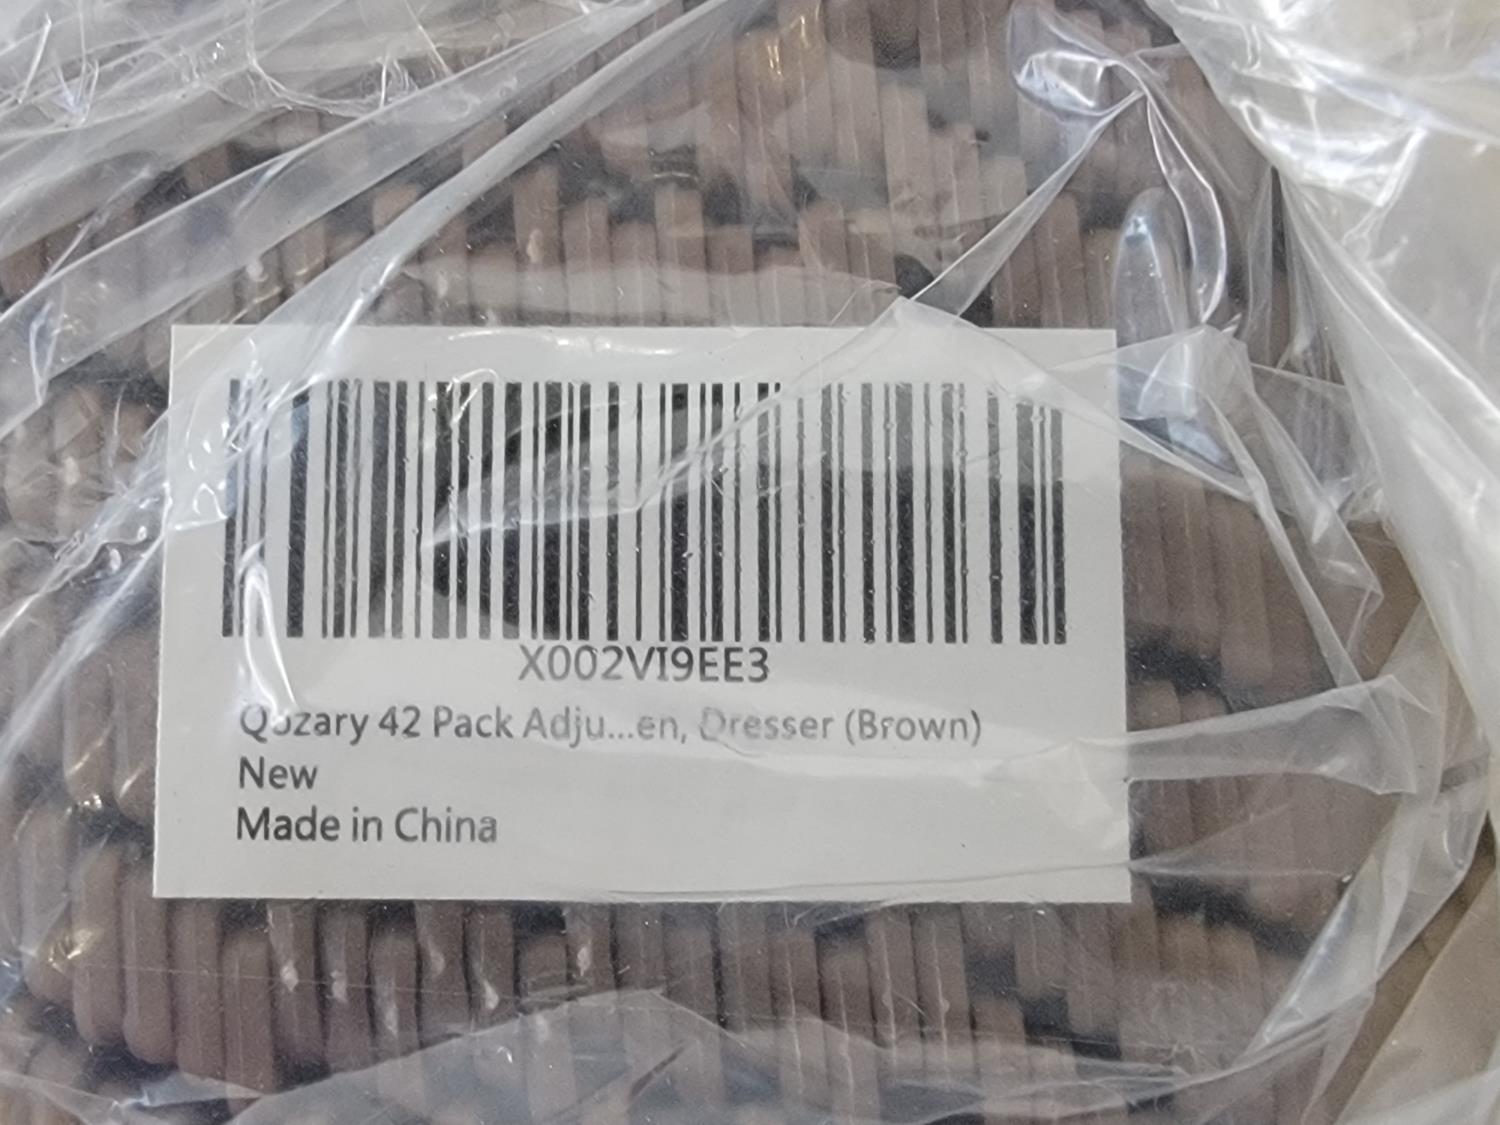 X002VI9EE3
Qozary 42 Pack Adju...en, Dresser (Brown)
New
Made in China